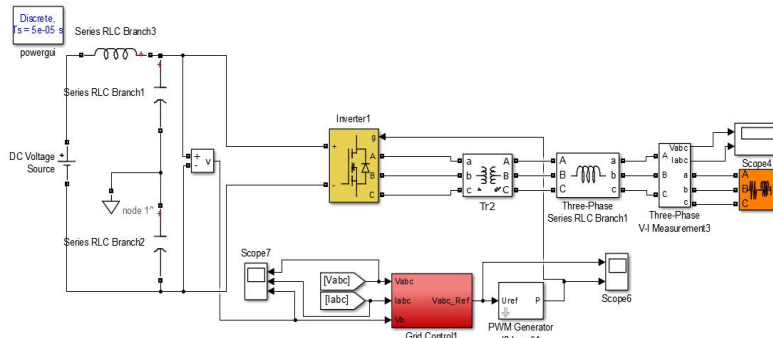 Discrete,
Ts = 5e-05 s
powergui
Series RLC Branch3
Series RLC Branch1
DC Voltage
Source
node 1^
Series RLC Branch2
+
-
v
Inverter1
g
+
A
B
-
C
a A
b B
c C
Tr2
A a
B b
C c
Three-Phase
Series RLC Branch1
Vabc
A Iabc
B a
b
C c
Three-Phase
V-I Measurement3
Scope4
A
B
C
Scope7
[Vabc]
[Iabc]
Vabc
Iabc Vabc_Ref
Vb
Grid Control1
Uref P
PWM Generator
Scope6